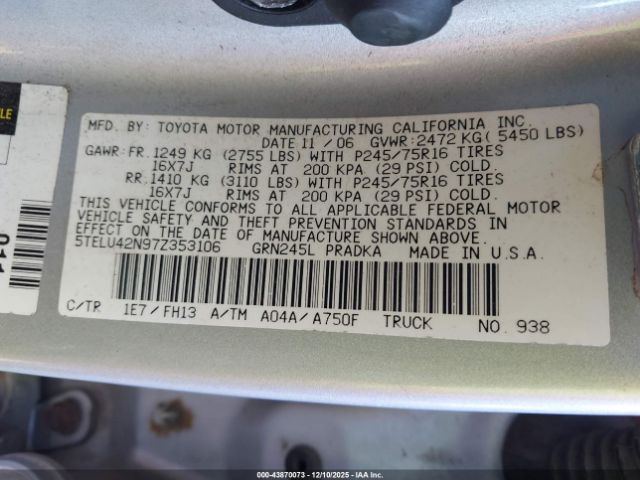 MFD. BY: TOYOTA MOTOR MANUFACTURING CALIFORNIA INC.
DATE 11 / 06 GVWR: 2472 KG( 5450 LBS)
GAWR: FR. 1249 KG (2755 LBS) WITH P245/75R16 TIRES
16X7J RIMS AT 200 KPA (29 PSI) COLD.
RR. 1410 KG (3110 LBS) WITH P245/75R16 TIRES
16X7J RIMS AT 200 KPA (29 PSI) COLD.
THIS VEHICLE CONFORMS TO ALL APPLICABLE FEDERAL MOTOR
VEHICLE SAFETY AND THEFT PREVENTION STANDARDS IN
EFFECT ON THE DATE OF MANUFACTURE SHOWN ABOVE.
5TELU42N97Z353106 GRN245L PRADKA MADE IN U.S.A.
C/TR 1E7/FH13 A/TM A04A/A750F TRUCK NO. 938
000-43870073 - 12/10/2025 - IAAI.COM